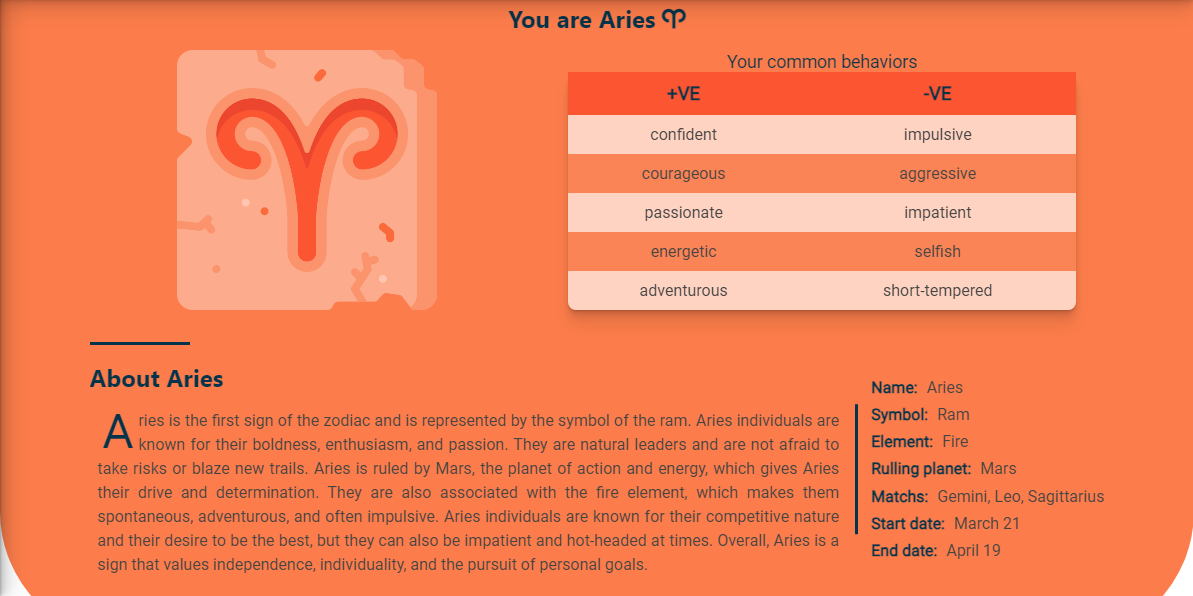 You are Aries ♈
Your common behaviors
+VE -VE
confident impulsive
courageous aggressive
passionate impatient
energetic selfish
adventurous short-tempered
About Aries
Aries is the first sign of the zodiac and is represented by the symbol of the ram. Aries individuals are
known for their boldness, enthusiasm, and passion. They are natural leaders and are not afraid to
take risks or blaze new trails. Aries is ruled by Mars, the planet of action and energy, which gives Aries
their drive and determination. They are also associated with the fire element, which makes them
spontaneous, adventurous, and often impulsive. Aries individuals are known for their competitive nature
and their desire to be the best, but they can also be impatient and hot-headed at times. Overall, Aries is a
sign that values independence, individuality, and the pursuit of personal goals.
Name: Aries
Symbol: Ram
Element: Fire
Rulling planet: Mars
Matchs: Gemini, Leo, Sagittarius
Start date: March 21
End date: April 19